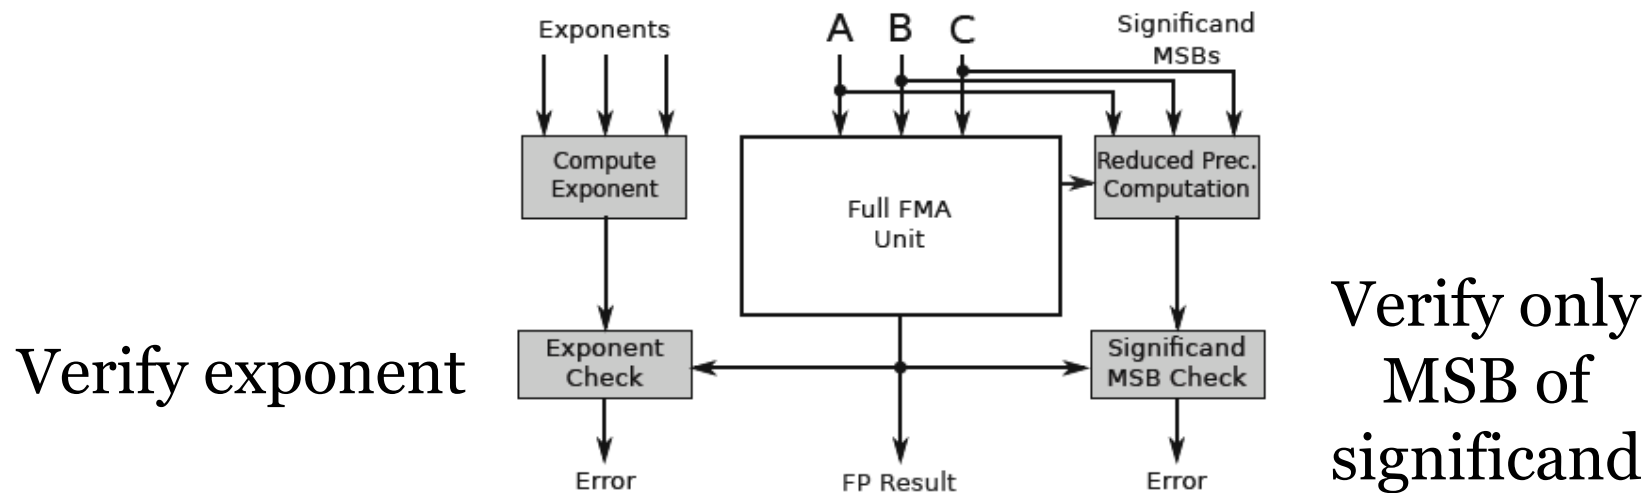 Exponents
A
B
C
Significand
MSBs
Compute
Exponent
Full FMA
Unit
Reduced Prec.
Computation
Verify exponent
Exponent
Check
Significand
MSB Check
Verify only
MSB of
significand
Error
FP Result
Error